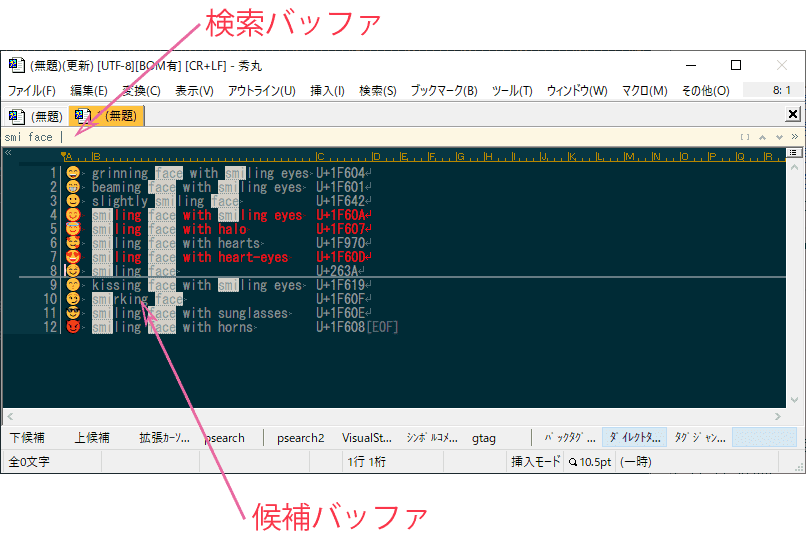 検索バッファ
(無題)(更新) [UTF-8][BOM有] [CR+LF] - 秀丸
ファイル(F) 編集(E) 変換(C) 表示(V) アウトライン(U) 挿入(I) 検索(S) ブックマーク(B) ツール(T) ウィンドウ(W) マクロ(M) その他(O) 8: 1
(無題) * (無題)
smi face
A B C D E F G H I J K L M N O P Q R
1 😄 grinning face with smiling eyes U+1F604
2 😁 beaming face with smiling eyes U+1F601
3 🙂 slightly smiling face U+1F642
4 😊 smiling face with smiling eyes U+1F60A
5 😇 smiling face with halo U+1F607
6 🥰 smiling face with hearts U+1F970
7 😍 smiling face with heart-eyes U+1F60D
8 ☺ smiling face U+263A
9 😙 kissing face with smiling eyes U+1F619
10 😏 smirking face U+1F60F
11 😎 smiling face with sunglasses U+1F60E
12 😈 smiling face with horns U+1F608[EOF]
下候補 上候補 拡張ｶｰｿ... psearch psearch2 VisualSt... ｼﾝﾎﾞﾙｺﾒ... gtag ﾊﾞｯｸﾀｸﾞ... ﾀﾞｲﾚｸﾄﾀ... ﾀｸﾞｼﾞｬﾝ...
全0文字 1行 1桁 挿入モード 10.5pt (一時)
候補バッファ